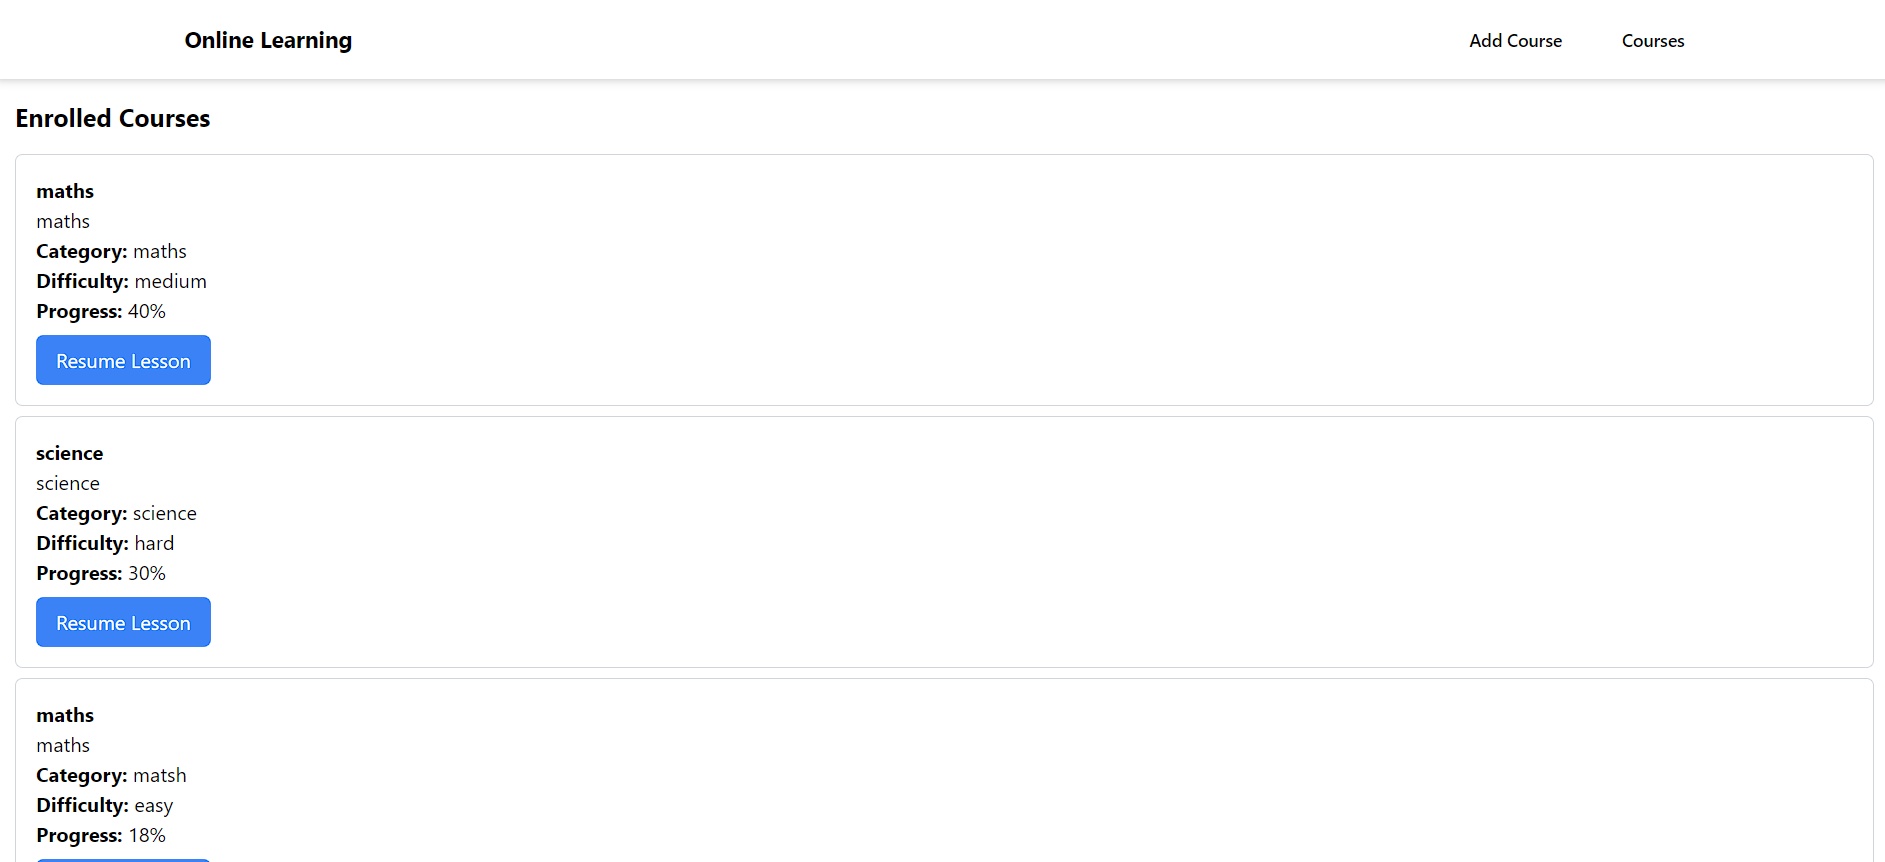 Online Learning
Add Course
Courses
Enrolled Courses
maths
maths
Category: maths
Difficulty: medium
Progress: 40%
Resume Lesson
science
science
Category: science
Difficulty: hard
Progress: 30%
Resume Lesson
maths
maths
Category: matsh
Difficulty: easy
Progress: 18%